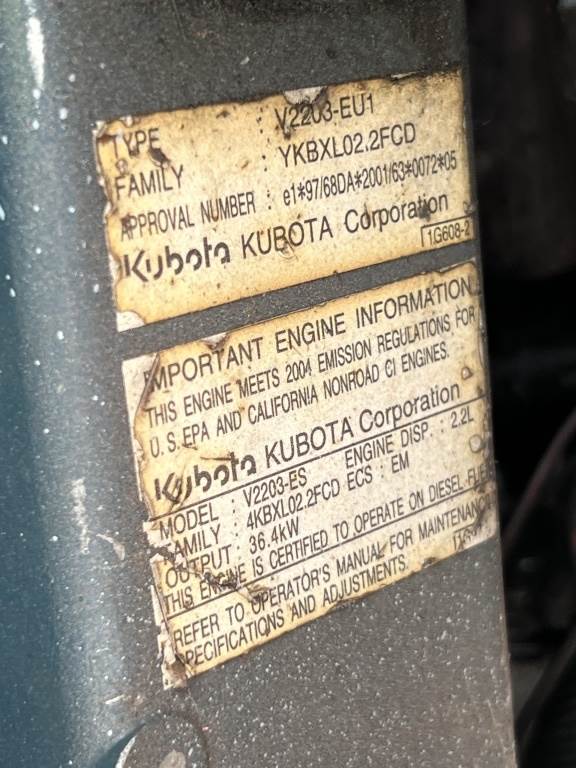 TYPE : V2203-EU1
FAMILY : YKBXL02.2FCD
APPROVAL NUMBER : e1*97/68DA*2001/63*0072*05
Kubota KUBOTA Corporation
1G608-2
IMPORTANT ENGINE INFORMATION
THIS ENGINE MEETS 2004 EMISSION REGULATIONS FOR
U.S.EPA AND CALIFORNIA NONROAD CI ENGINES.
Kubota KUBOTA Corporation
MODEL : V2203-ES ENGINE DISP. : 2.2L
FAMILY : 4KBXL02.2FCD ECS : EM
OUTPUT : 36.4kW
THIS ENGINE IS CERTIFIED TO OPERATE ON DIESEL FUEL
REFER TO OPERATOR'S MANUAL FOR MAINTENANCE
SPECIFICATIONS AND ADJUSTMENTS.